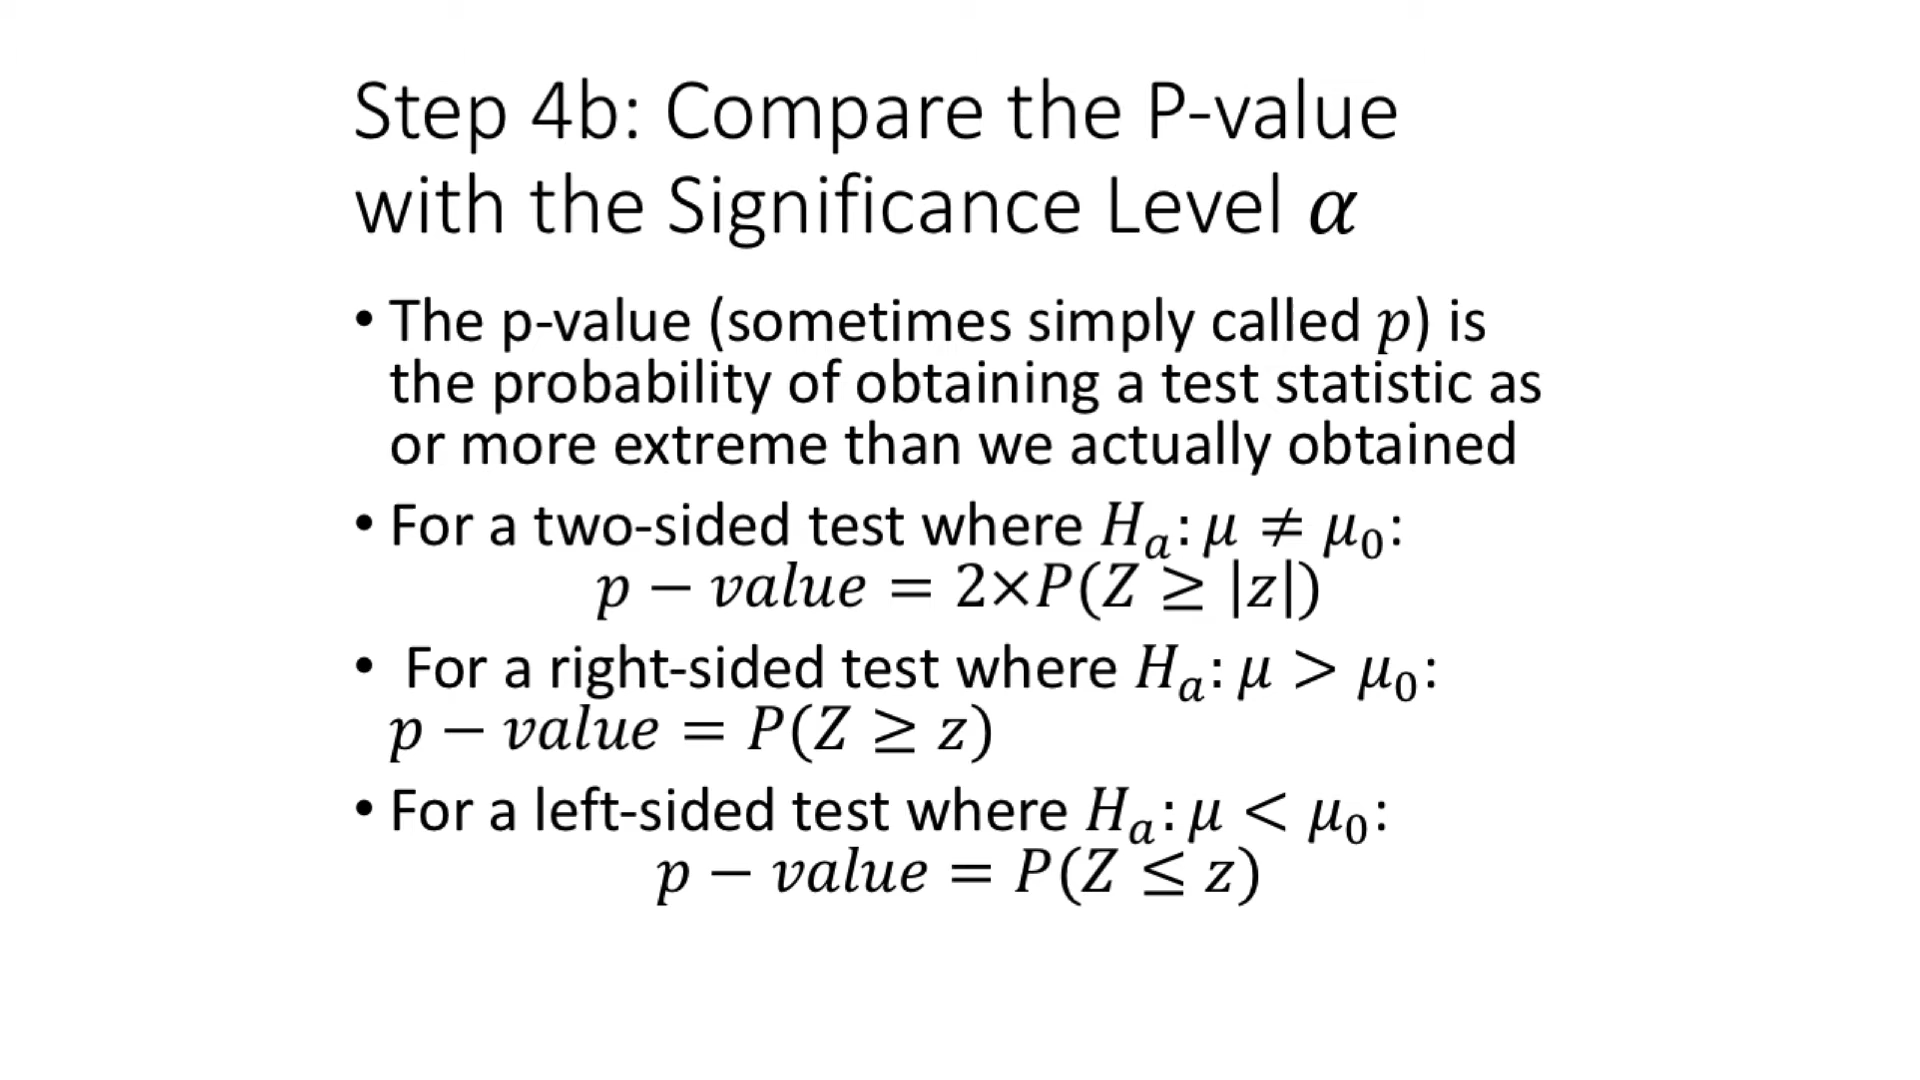 Step 4b: Compare the P-value
with the Significance Level α
• The p-value (sometimes simply called p) is
the probability of obtaining a test statistic as
or more extreme than we actually obtained
• For a two-sided test where Hₐ: μ ≠ μ₀:
p − value = 2×P(Z ≥ |z|)
• For a right-sided test where Hₐ: μ > μ₀:
p − value = P(Z ≥ z)
• For a left-sided test where Hₐ: μ < μ₀:
p − value = P(Z ≤ z)